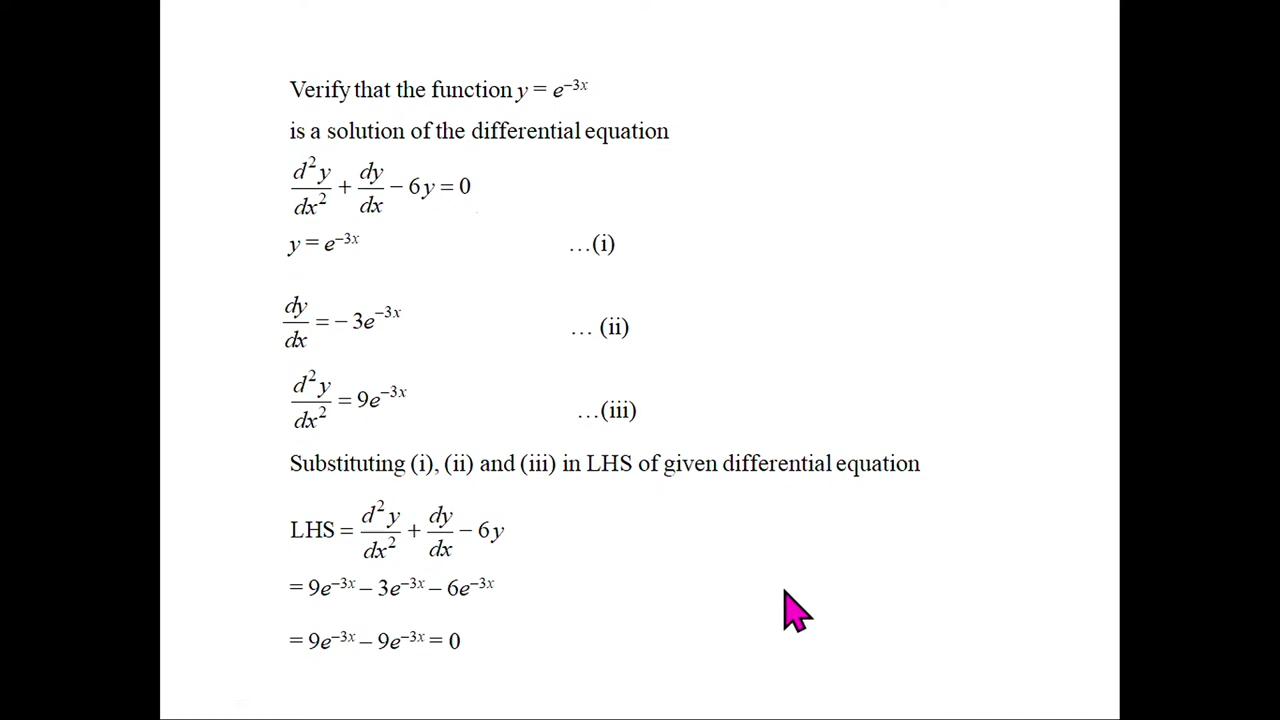 Verify that the function y = e⁻³ˣ
is a solution of the differential equation
d²y/dx² + dy/dx − 6y = 0
y = e⁻³ˣ …(i)
dy/dx = − 3e⁻³ˣ … (ii)
d²y/dx² = 9e⁻³ˣ …(iii)
Substituting (i), (ii) and (iii) in LHS of given differential equation
LHS = d²y/dx² + dy/dx − 6y
= 9e⁻³ˣ – 3e⁻³ˣ – 6e⁻³ˣ
= 9e⁻³ˣ – 9e⁻³ˣ = 0